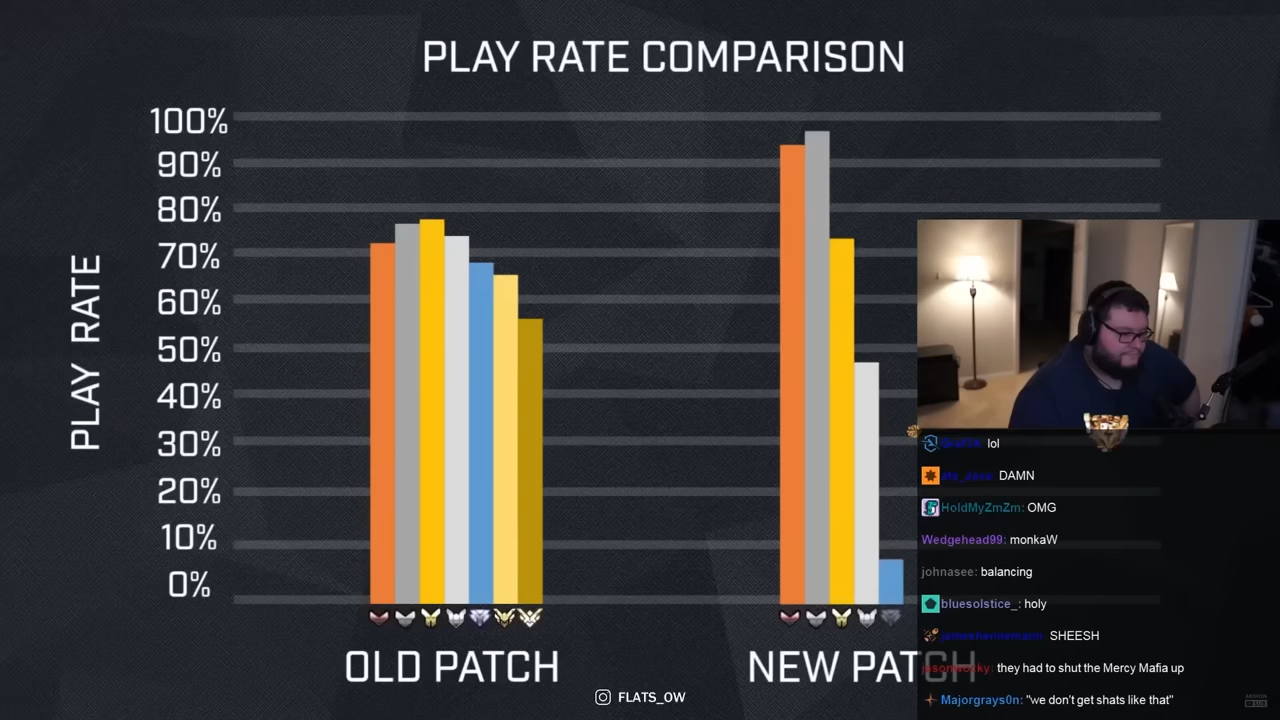 PLAY RATE COMPARISON
100%
90%
80%
70%
60%
50%
40%
30%
20%
10%
0%
PLAY RATE
OLD PATCH
NEW PATCH
FLATS_OW
lol
DAMN
HoldMyZmZm: OMG
Wedgehead99: monkaW
johnasee: balancing
bluesolstice_: holy
SHEESH
they had to shut the Mercy Mafia up
Majorgrays0n: "we don't get shats like that"